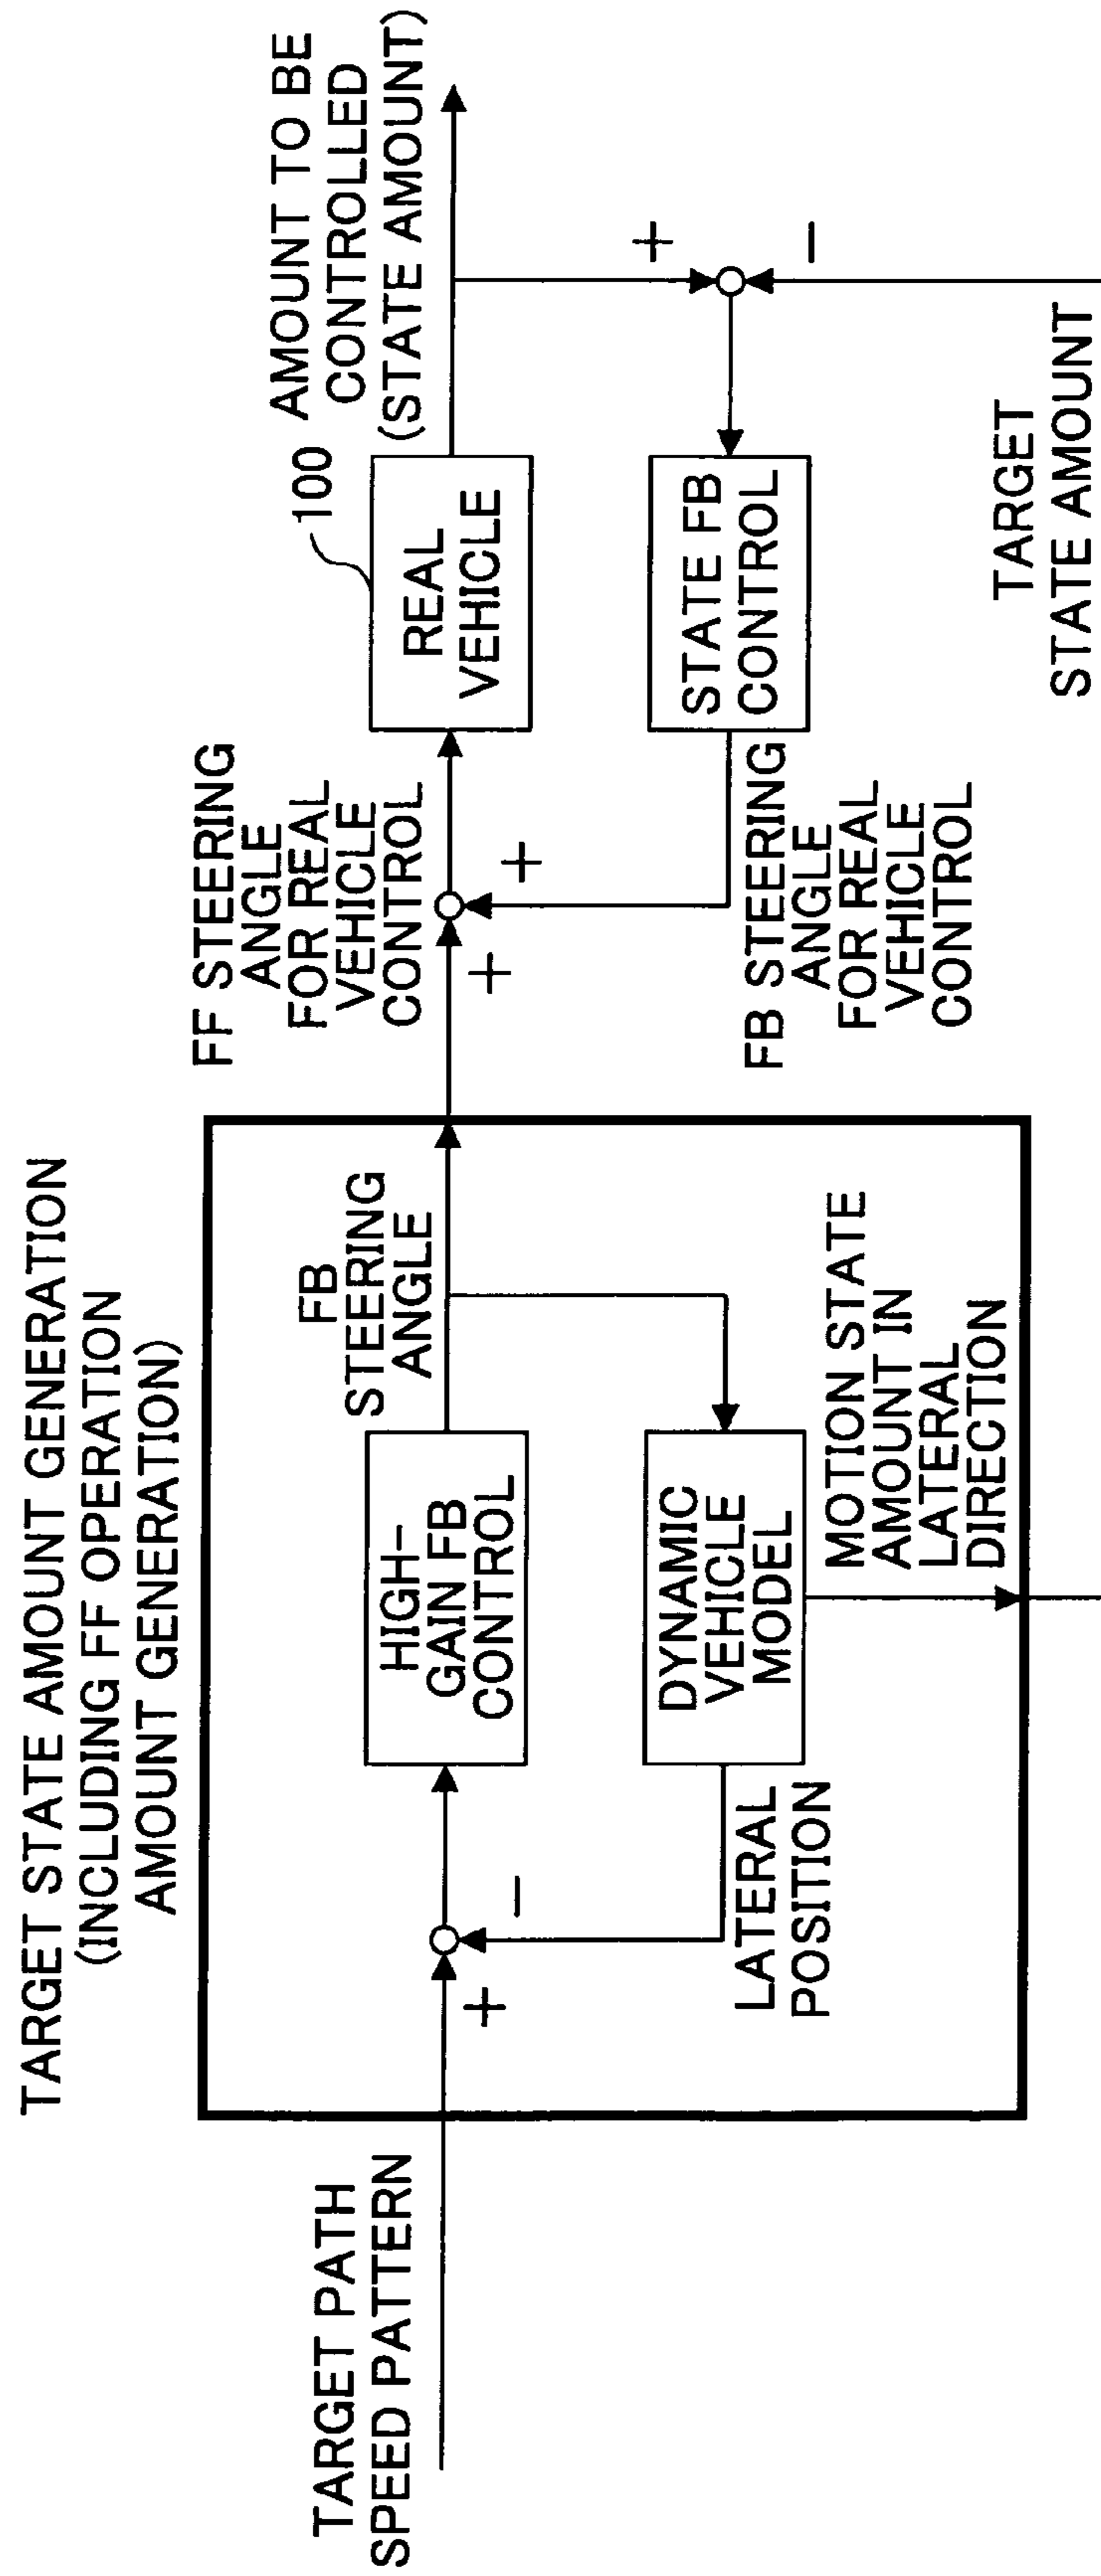 TARGET STATE AMOUNT GENERATION
(INCLUDING FF OPERATION
AMOUNT GENERATION)
TARGET PATH
SPEED PATTERN
+
−
HIGH-
GAIN FB
CONTROL
FB
STEERING
ANGLE
LATERAL
POSITION
DYNAMIC
VEHICLE
MODEL
MOTION STATE
AMOUNT IN
LATERAL
DIRECTION
FF STEERING
ANGLE
FOR REAL
VEHICLE
CONTROL
+
+
100
REAL
VEHICLE
AMOUNT TO BE
CONTROLLED
(STATE AMOUNT)
FB STEERING
ANGLE
FOR REAL
VEHICLE
CONTROL
STATE FB
CONTROL
+
−
TARGET
STATE AMOUNT